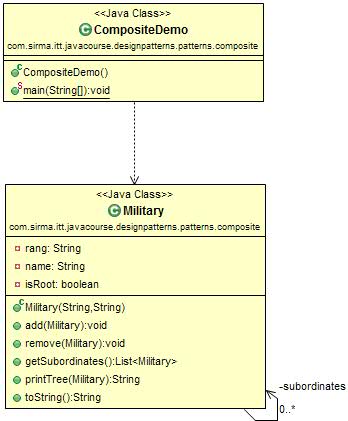 <<Java Class>>
CompositeDemo
com.sirma.itt.javacourse.designpatterns.patterns.composite
CompositeDemo()
main(String[]):void
<<Java Class>>
Military
com.sirma.itt.javacourse.designpatterns.patterns.composite
rang: String
name: String
isRoot: boolean
Military(String,String)
add(Military):void
remove(Military):void
getSubordinates():List<Military>
printTree(Military):String
toString():String
-subordinates
0..*